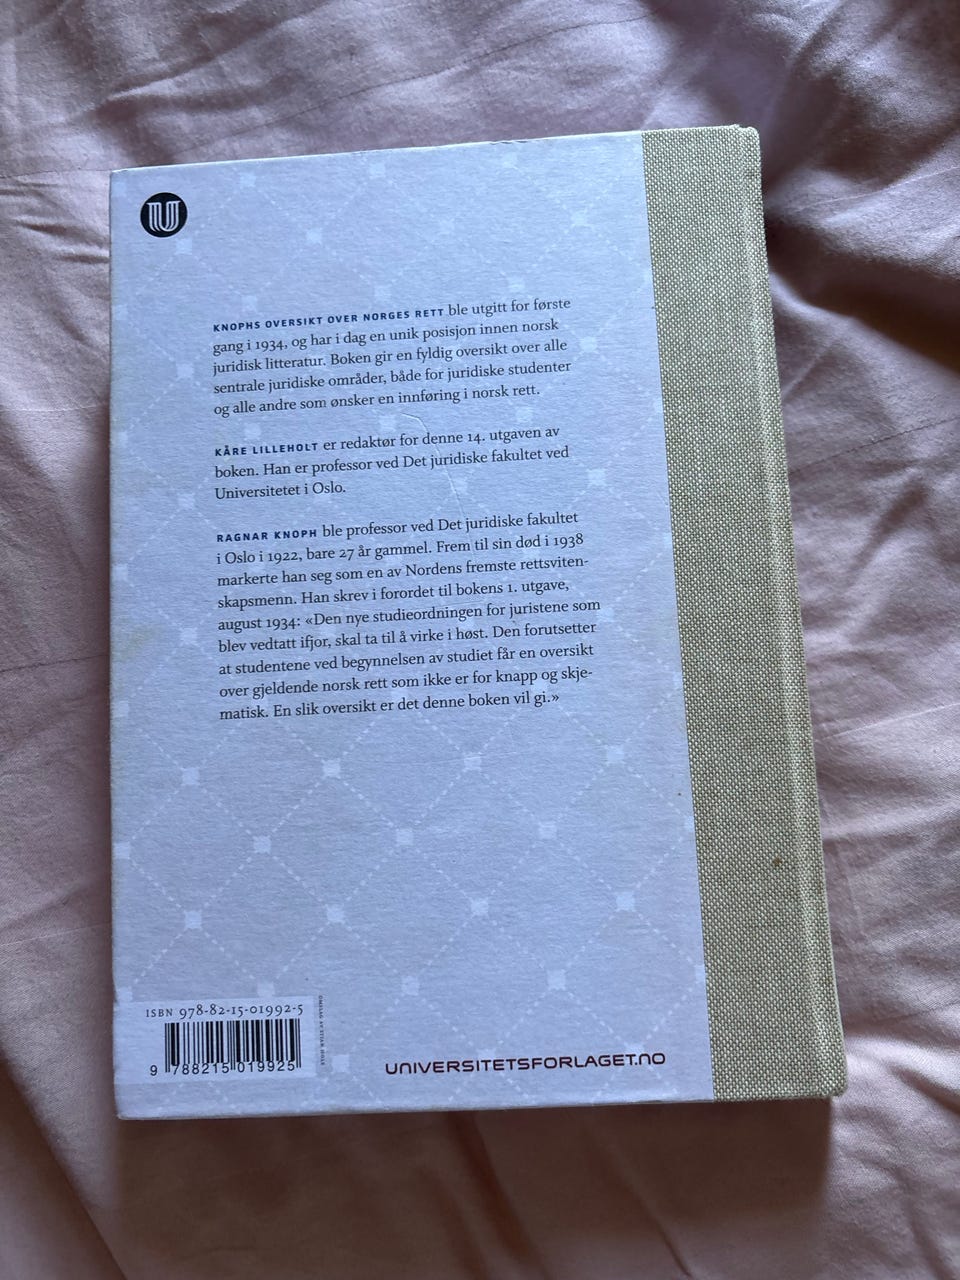 U
KNOPHS OVERSIKT OVER NORGES RETT ble utgitt for første
gang i 1934, og har i dag en unik posisjon innen norsk
juridisk litteratur. Boken gir en fyldig oversikt over alle
sentrale juridiske områder, både for juridiske studenter
og alle andre som ønsker en innføring i norsk rett.
KÅRE LILLEHOLT er redaktør for denne 14. utgaven av
boken. Han er professor ved Det juridiske fakultet ved
Universitetet i Oslo.
RAGNAR KNOPH ble professor ved Det juridiske fakultet
i Oslo i 1922, bare 27 år gammel. Frem til sin død i 1938
markerte han seg som en av Nordens fremste rettsviten-
skapsmenn. Han skrev i forordet til bokens 1. utgave,
august 1934: «Den nye studieordningen for juristene som
blev vedtatt ifjor, skal ta til å virke i høst. Den forutsetter
at studentene ved begynnelsen av studiet får en oversikt
over gjeldende norsk rett som ikke er for knapp og skje-
matisk. En slik oversikt er det denne boken vil gi.»
ISBN 978-82-15-01992-5
9 788215 019925
OMSLAG AV
UNIVERSITETSFORLAGET.NO